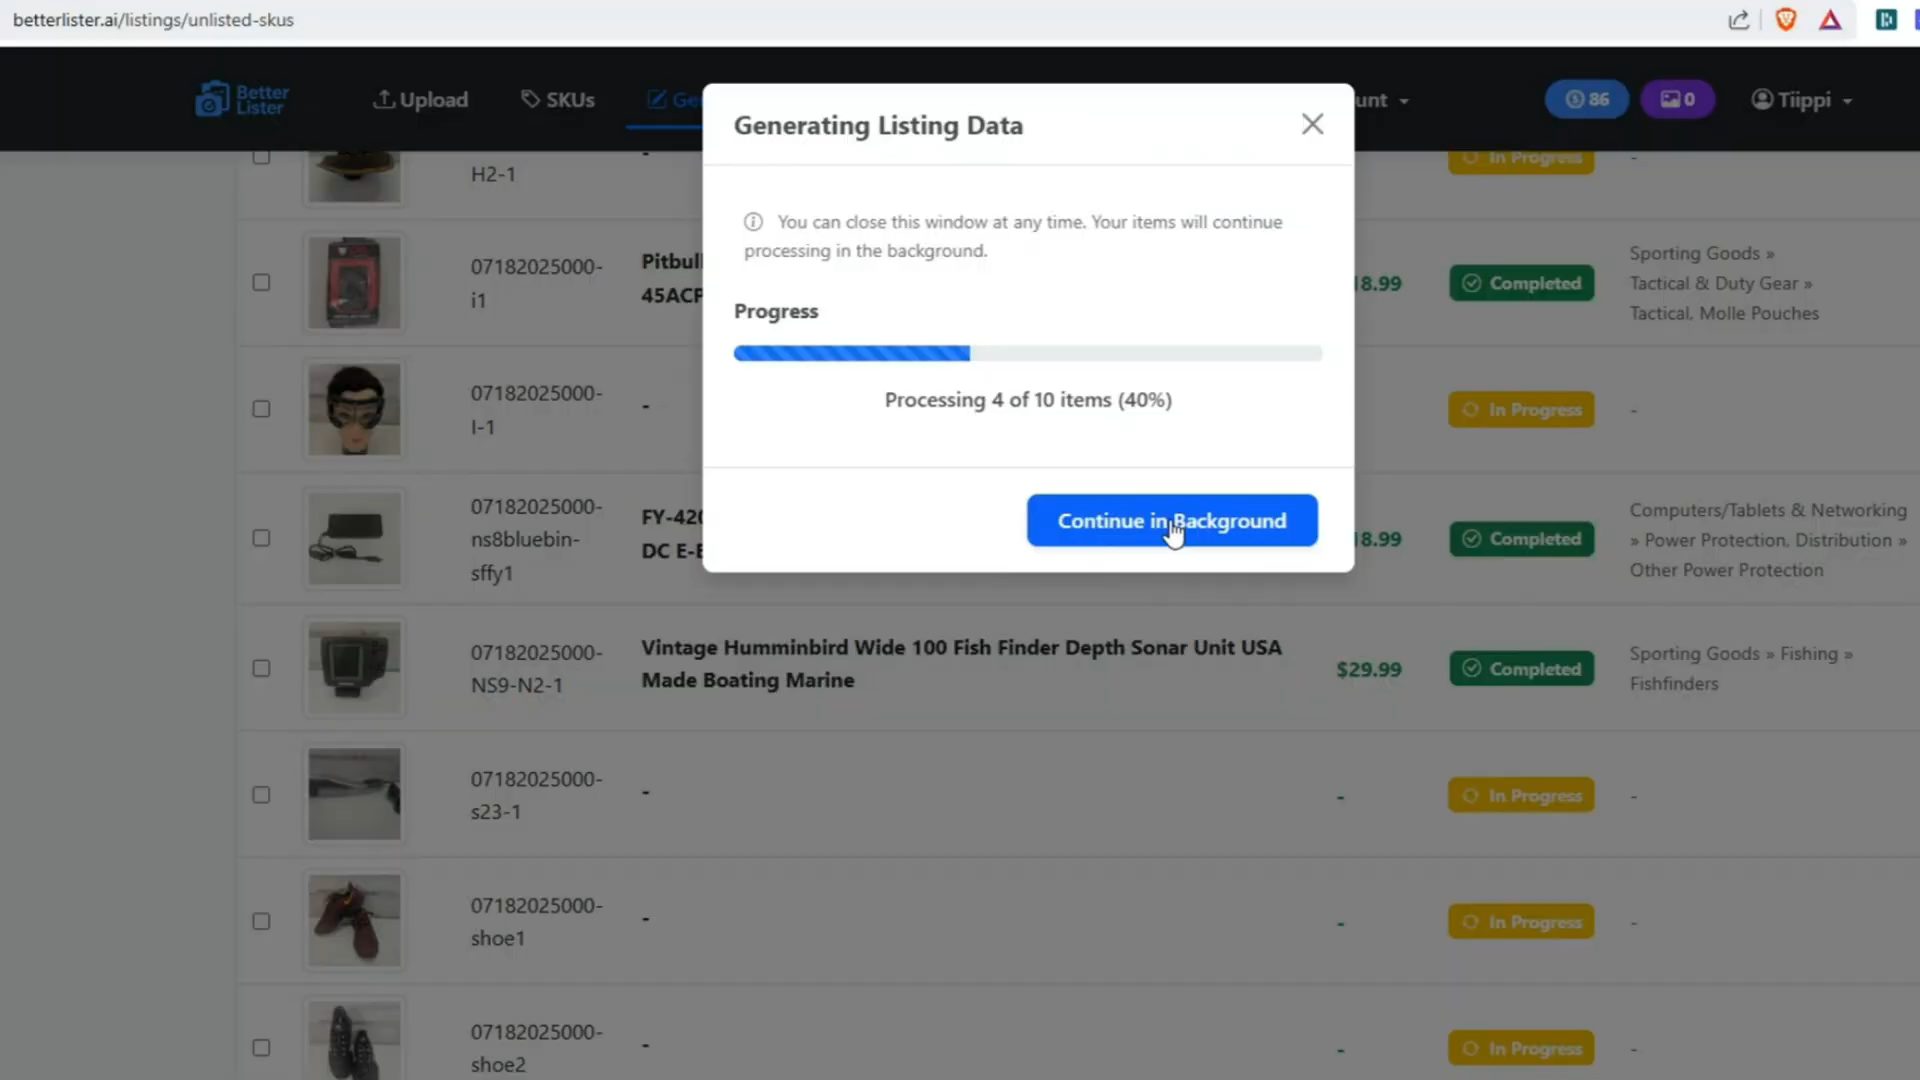 betterlister.ai/listings/unlisted-skus
Better
Lister
Upload
SKUs
Ge
unt
86
0
Tiippi
Generating Listing Data
You can close this window at any time. Your items will continue
processing in the background.
Progress
Processing 4 of 10 items (40%)
Continue in Background
H2-1
-
In Progress
-
07182025000-
i1
Pitbull
45ACP
18.99
Completed
Sporting Goods »
Tactical & Duty Gear »
Tactical, Molle Pouches
07182025000-
I-1
-
In Progress
-
07182025000-
ns8bluebin-
sffy1
FY-420
DC E-B
18.99
Completed
Computers/Tablets & Networking
» Power Protection, Distribution »
Other Power Protection
07182025000-
NS9-N2-1
Vintage Humminbird Wide 100 Fish Finder Depth Sonar Unit USA
Made Boating Marine
$29.99
Completed
Sporting Goods » Fishing »
Fishfinders
07182025000-
s23-1
-
-
In Progress
-
07182025000-
shoe1
-
-
In Progress
-
07182025000-
shoe2
-
-
In Progress
-